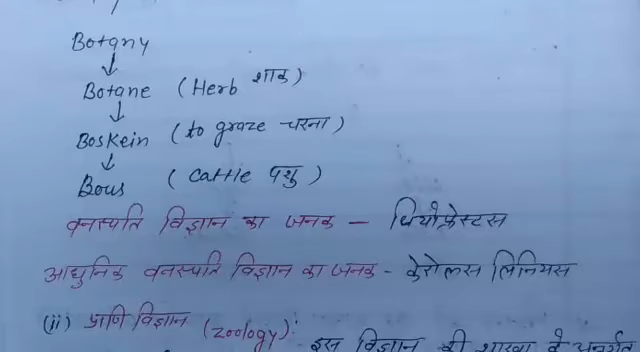 Botany
↓
Botane (Herb शाक)
↓
Boskein (to graze चरना)
↓
Bous (Cattle पशु)
वनस्पति विज्ञान का जनक – थियोफ्रेस्टस
आधुनिक वनस्पति विज्ञान का जनक - केरोलस लिनियस
(ii) प्राणि विज्ञान (zoology): इस विज्ञान की शाखा के अन्तर्गत